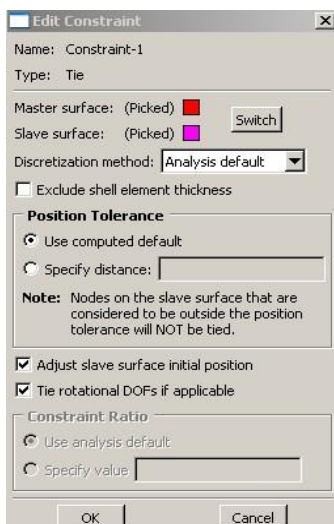 Edit Constraint
Name: Constraint-1
Type: Tie
Master surface: (Picked)
Switch
Slave surface: (Picked)
Discretization method: Analysis default
Exclude shell element thickness
Position Tolerance
Use computed default
Specify distance:
Note: Nodes on the slave surface that are
considered to be outside the position
tolerance will NOT be tied.
Adjust slave surface initial position
Tie rotational DOFs if applicable
Constraint Ratio
Use analysis default
Specify value
OK Cancel